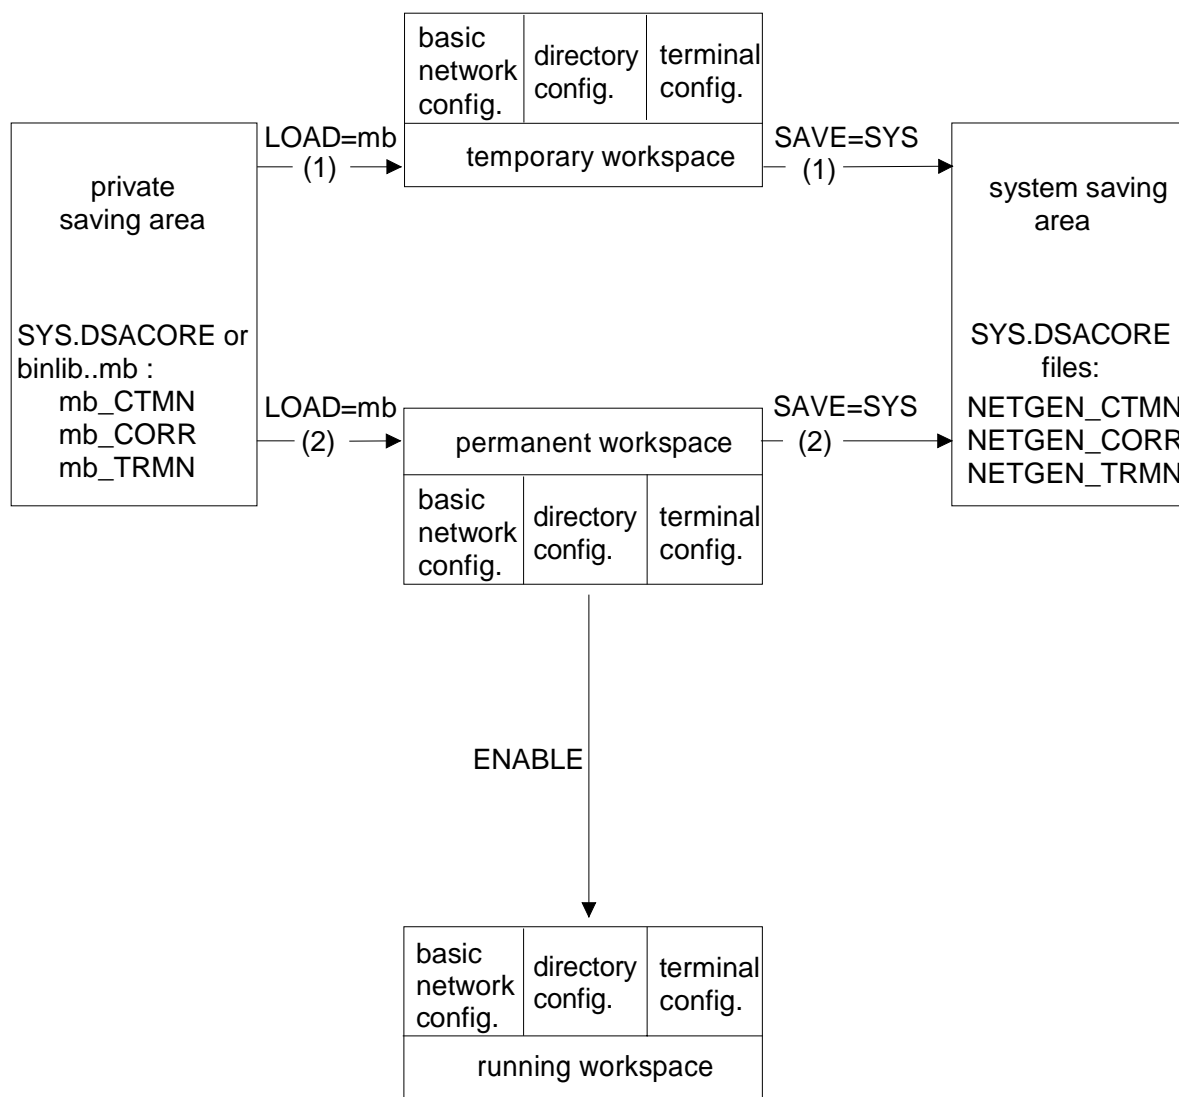 basic
network
config.
directory
config.
terminal
config.
temporary workspace
LOAD=mb
(1)
SAVE=SYS
(1)
private
saving area
SYS.DSACORE or
binlib..mb :
mb_CTMN
mb_CORR
mb_TRMN
system saving
area
SYS.DSACORE
files:
NETGEN_CTMN
NETGEN_CORR
NETGEN_TRMN
LOAD=mb
(2)
SAVE=SYS
(2)
permanent workspace
basic
network
config.
directory
config.
terminal
config.
ENABLE
basic
network
config.
directory
config.
terminal
config.
running workspace